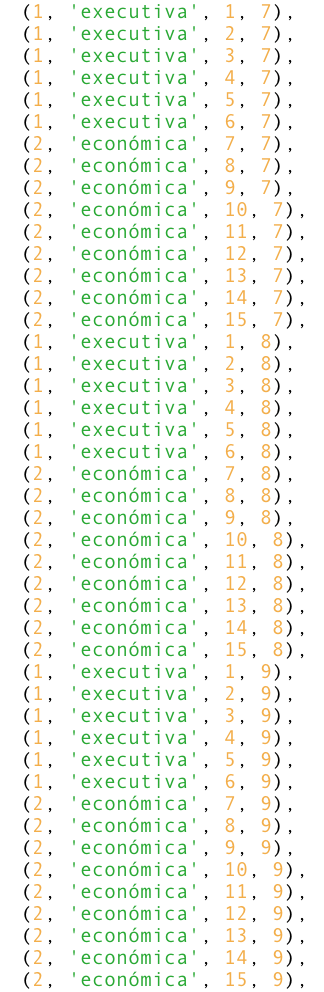 (1, 'executiva', 1, 7),
(1, 'executiva', 2, 7),
(1, 'executiva', 3, 7),
(1, 'executiva', 4, 7),
(1, 'executiva', 5, 7),
(1, 'executiva', 6, 7),
(2, 'económica', 7, 7),
(2, 'económica', 8, 7),
(2, 'económica', 9, 7),
(2, 'económica', 10, 7),
(2, 'económica', 11, 7),
(2, 'económica', 12, 7),
(2, 'económica', 13, 7),
(2, 'económica', 14, 7),
(2, 'económica', 15, 7),
(1, 'executiva', 1, 8),
(1, 'executiva', 2, 8),
(1, 'executiva', 3, 8),
(1, 'executiva', 4, 8),
(1, 'executiva', 5, 8),
(1, 'executiva', 6, 8),
(2, 'económica', 7, 8),
(2, 'económica', 8, 8),
(2, 'económica', 9, 8),
(2, 'económica', 10, 8),
(2, 'económica', 11, 8),
(2, 'económica', 12, 8),
(2, 'económica', 13, 8),
(2, 'económica', 14, 8),
(2, 'económica', 15, 8),
(1, 'executiva', 1, 9),
(1, 'executiva', 2, 9),
(1, 'executiva', 3, 9),
(1, 'executiva', 4, 9),
(1, 'executiva', 5, 9),
(1, 'executiva', 6, 9),
(2, 'económica', 7, 9),
(2, 'económica', 8, 9),
(2, 'económica', 9, 9),
(2, 'económica', 10, 9),
(2, 'económica', 11, 9),
(2, 'económica', 12, 9),
(2, 'económica', 13, 9),
(2, 'económica', 14, 9),
(2, 'económica', 15, 9),